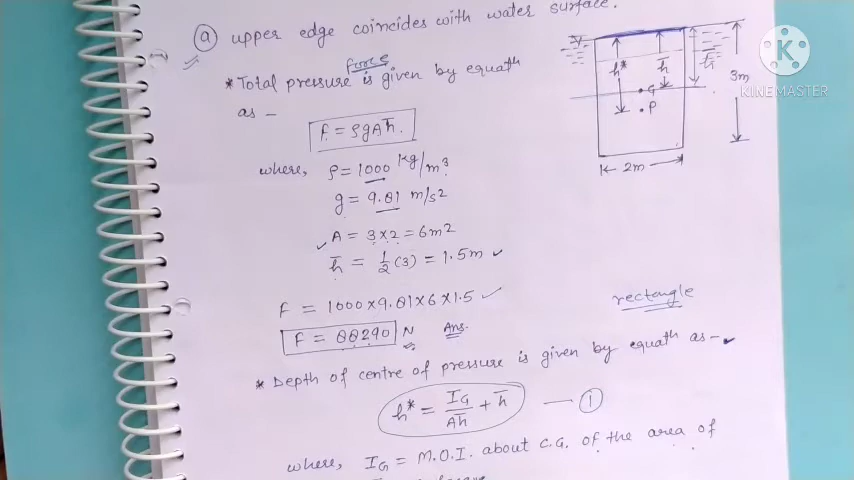 (a) upper edge coincides with water surface.
* Total pressure force is given by equatn
as -
F = ρgAh̄.
where, ρ = 1000 kg/m³
g = 9.81 m/s2
A = 3×2 = 6m2
h̄ = 1/2 (3) = 1.5m
F = 1000×9.81×6×1.5
F = 88290 N Ans.
rectangle
* Depth of centre of pressure is given by equatn as -
h* = IG/Ah̄ + h̄ — (1)
where, IG = M.O.I. about C.G. of the area of
h*
h̄
h̄
3m
G
P
2m
K
KINEMASTER